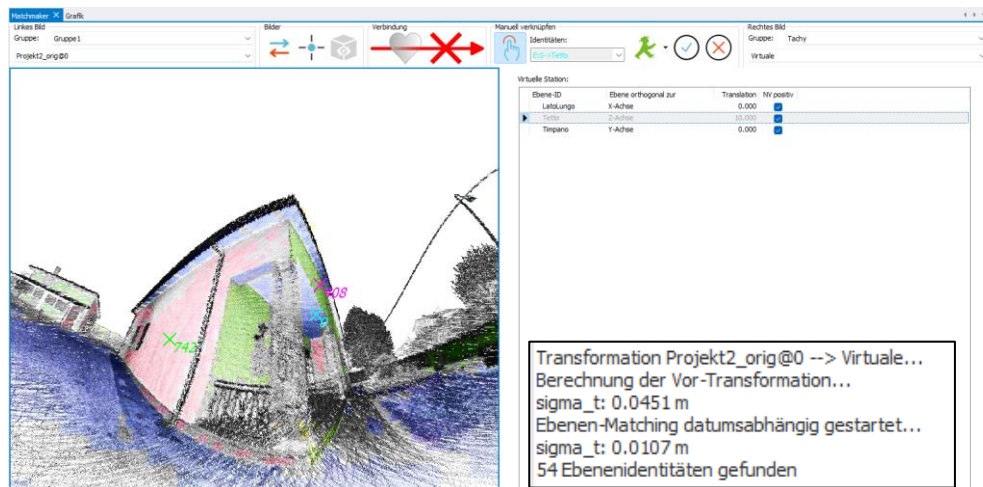 Matchmaker Grafik
Linkes Bild Bilder Verbindung Manuell verknüpfen Rechtes Bild
Gruppe: Gruppe1 Identitäten: Gruppe: Tachy
Projekt2_orig@0 Virtuale
Virtuelle Station:
Ebene-ID Ebene orthogonal zur Translation NV positiv
LatoLungo X-Achse 0.000
Tetto Z-Achse 10.000
Timpano Y-Achse 0.000
408
9
742
Transformation Projekt2_orig@0 --> Virtuale...
Berechnung der Vor-Transformation...
sigma_t: 0.0451 m
Ebenen-Matching datumsabhängig gestartet...
sigma_t: 0.0107 m
54 Ebenenidentitäten gefunden